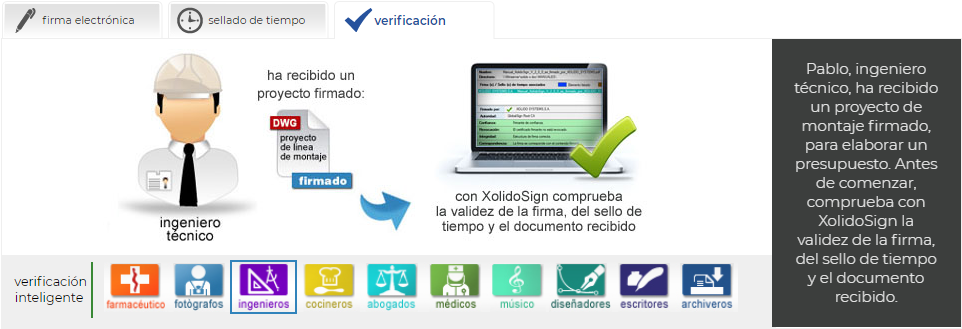 firma electrónica
sellado de tiempo
verificación
ha recibido un
proyecto firmado:
DWG
proyecto
de línea
de montaje
firmado
ingeniero
técnico
XOLIDO SYSTEMS S.A.
con XolidoSign comprueba
la validez de la firma, del sello de
tiempo y el documento recibido
Pablo, ingeniero
técnico, ha recibido
un proyecto de
montaje firmado,
para elaborar un
presupuesto. Antes
de comenzar,
comprueba con
XolidoSign la
validez de la firma,
del sello de tiempo
y el documento
recibido.
verificación
inteligente
farmacéutico
fotógrafos
ingenieros
cocineros
abogados
médicos
músico
diseñadores
escritores
archiveros